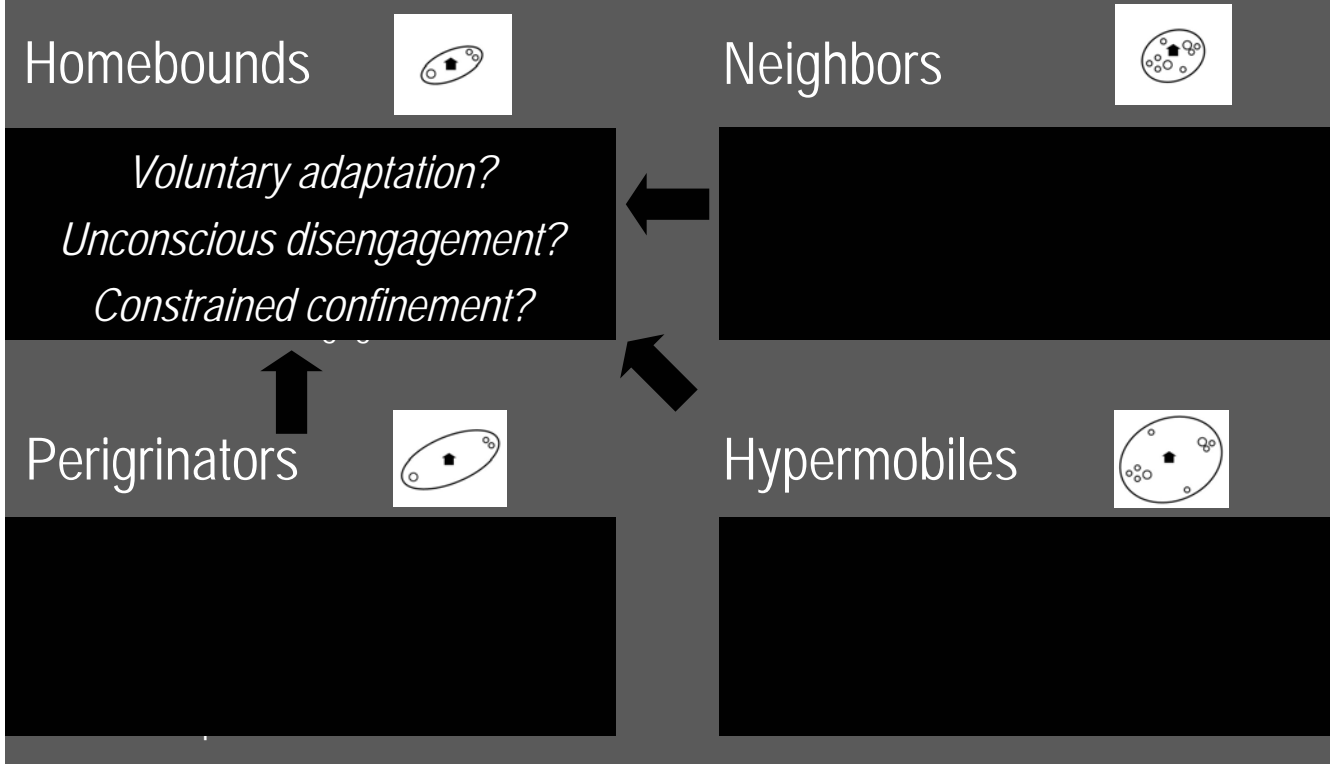 Homebounds
Neighbors
Voluntary adaptation?
Unconscious disengagement?
Constrained confinement?
Perigrinators
Hypermobiles